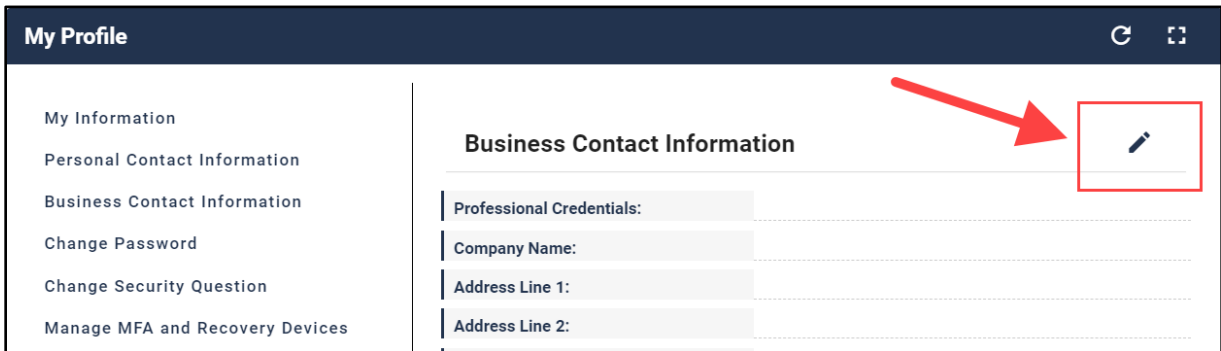 My Profile
My Information
Personal Contact Information
Business Contact Information
Change Password
Change Security Question
Manage MFA and Recovery Devices
Business Contact Information
Professional Credentials:
Company Name:
Address Line 1:
Address Line 2: